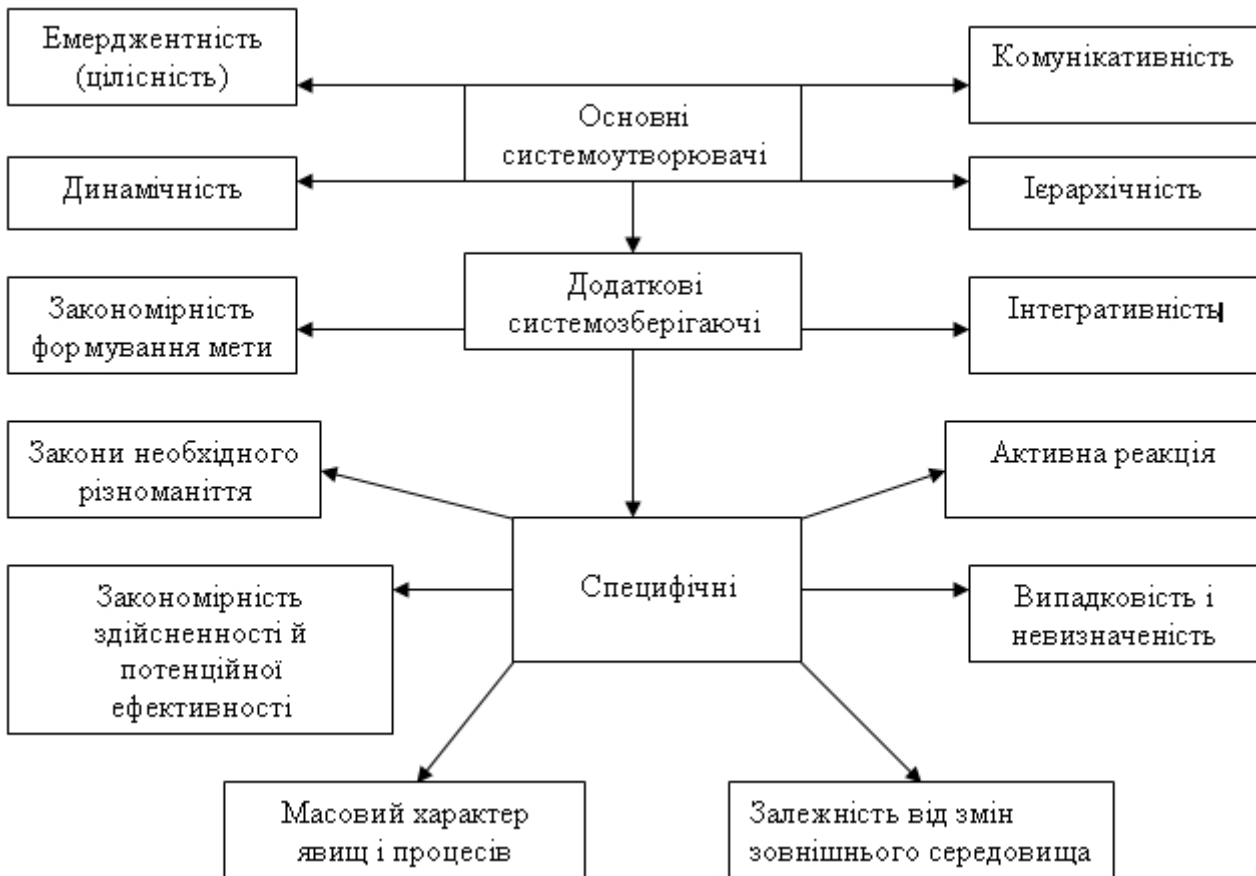 Емерджентність
(цілісність)
Комунікативність
Основні
системоутворювачі
Динамічність
Ієрархічність
Додаткові
системозберігаючі
Закономірність
формування мети
Інтегративність
Закони необхідного
різноманіття
Активна реакція
Специфічні
Закономірність
здійсненності й
потенційної
ефективності
Випадковість і
невизначеність
Масовий характер
явищ і процесів
Залежність від змін
зовнішнього середовища